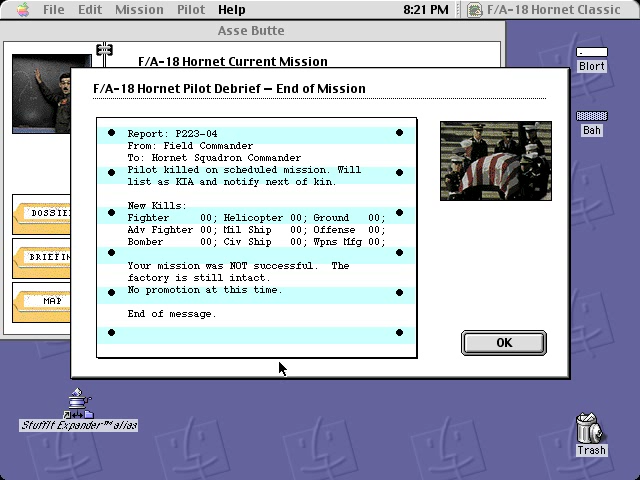 File Edit Mission Pilot Help 8:21 PM F/A-18 Hornet Classic
Asse Butte
F/A-18 Hornet Current Mission
F/A-18 Hornet Pilot Debrief – End of Mission
Report: P223-04
From: Field Commander
To: Hornet Squadron Commander
Pilot killed on scheduled mission. Will
list as KIA and notify next of kin.
New Kills:
Fighter 00; Helicopter 00; Ground 00;
Adv Fighter 00; Mil Ship 00; Offense 00;
Bomber 00; Civ Ship 00; Wpns Mfg 00;
Your mission was NOT successful. The
factory is still intact.
No promotion at this time.
End of message.
OK
DOSSIE
BRIEFIN
MAP
Blort
Bah
StuffIt Expander™ alias
Trash